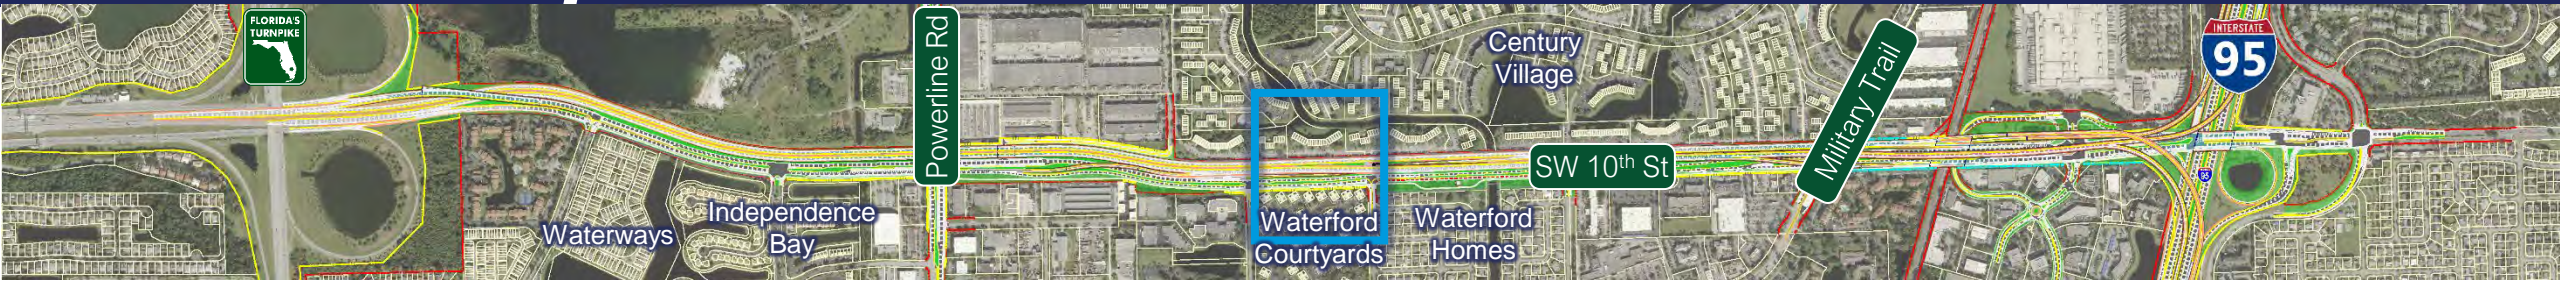 FLORIDA'S
TURNPIKE
Powerline Rd
Century
Village
Military Trail
INTERSTATE
95
SW 10th St
95
Waterways
Independence
Bay
Waterford
Courtyards
Waterford
Homes